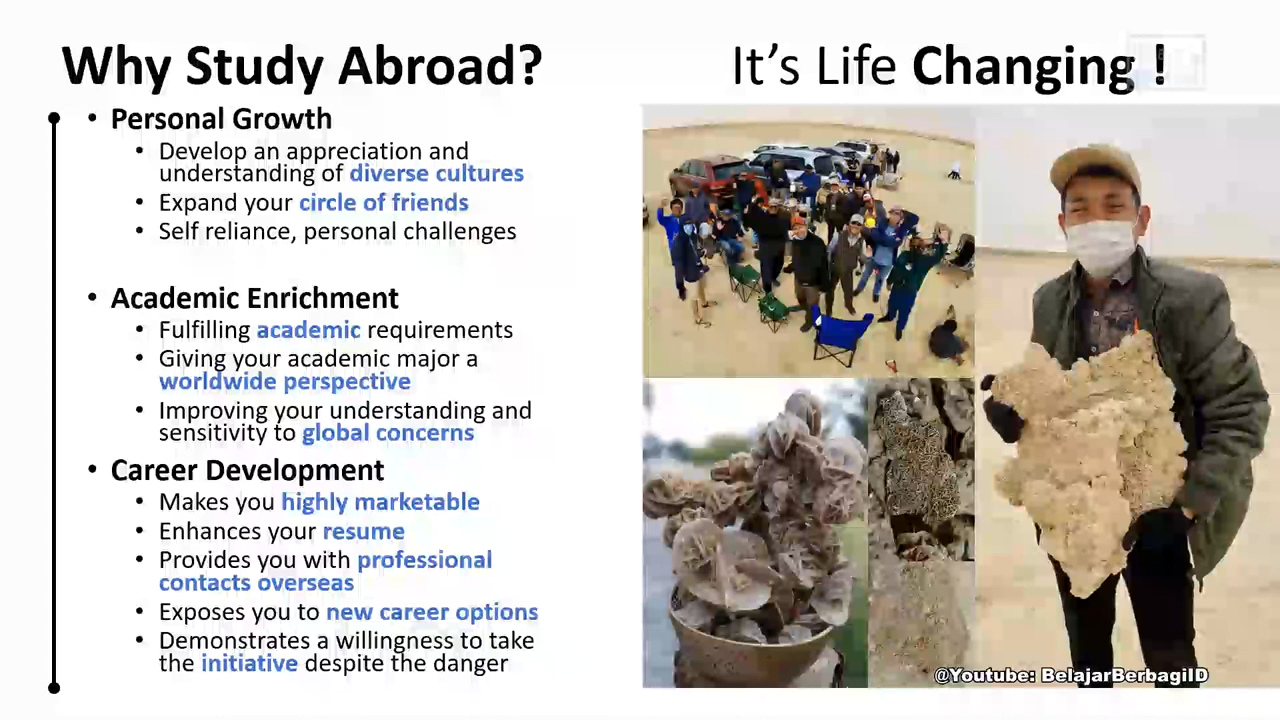 Why Study Abroad?
It's Life Changing !
• Personal Growth
• Develop an appreciation and
understanding of diverse cultures
• Expand your circle of friends
• Self reliance, personal challenges
• Academic Enrichment
• Fulfilling academic requirements
• Giving your academic major a
worldwide perspective
• Improving your understanding and
sensitivity to global concerns
• Career Development
• Makes you highly marketable
• Enhances your resume
• Provides you with professional
contacts overseas
• Exposes you to new career options
• Demonstrates a willingness to take
the initiative despite the danger
@Youtube: BelajarBerbagiID